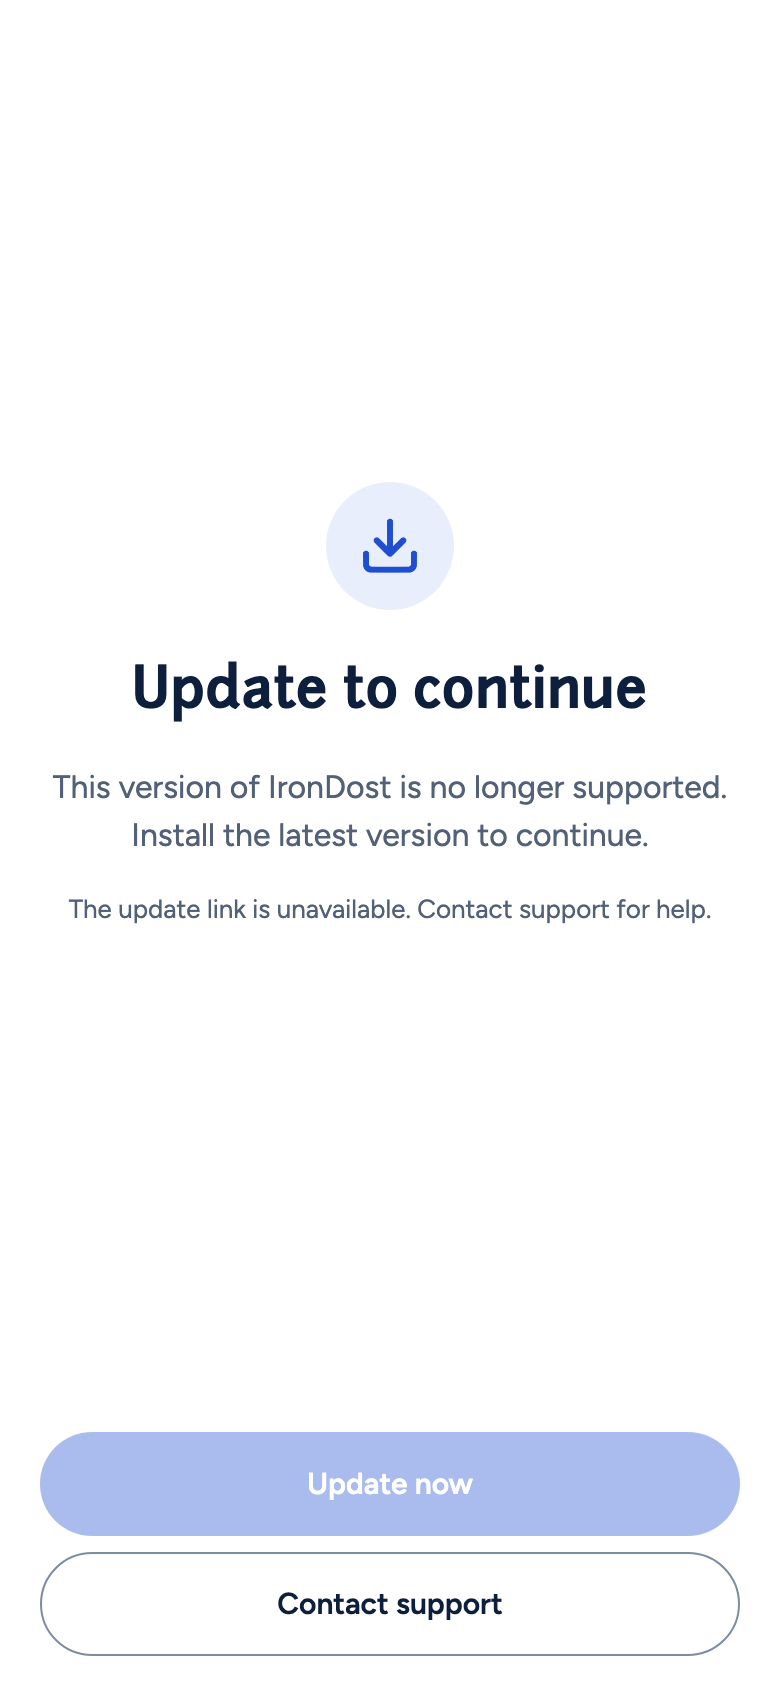 Update to continue
This version of IronDost is no longer supported.
Install the latest version to continue.
The update link is unavailable. Contact support for help.
Update now
Contact support